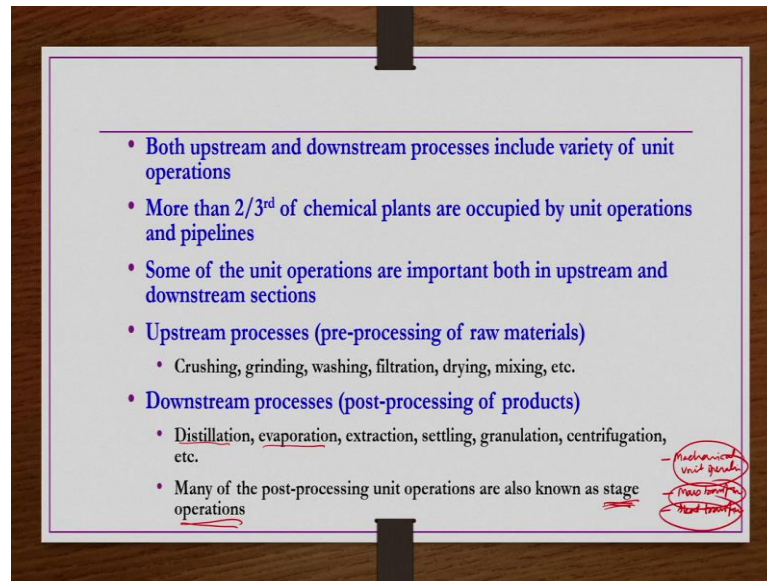 • Both upstream and downstream processes include variety of unit
operations
• More than 2/3rd of chemical plants are occupied by unit operations
and pipelines
• Some of the unit operations are important both in upstream and
downstream sections
• Upstream processes (pre-processing of raw materials)
• Crushing, grinding, washing, filtration, drying, mixing, etc.
• Downstream processes (post-processing of products)
• Distillation, evaporation, extraction, settling, granulation, centrifugation,
etc.
• Many of the post-processing unit operations are also known as stage
operations
- Mechanical
unit
- Mass transfer
- Heat transfer